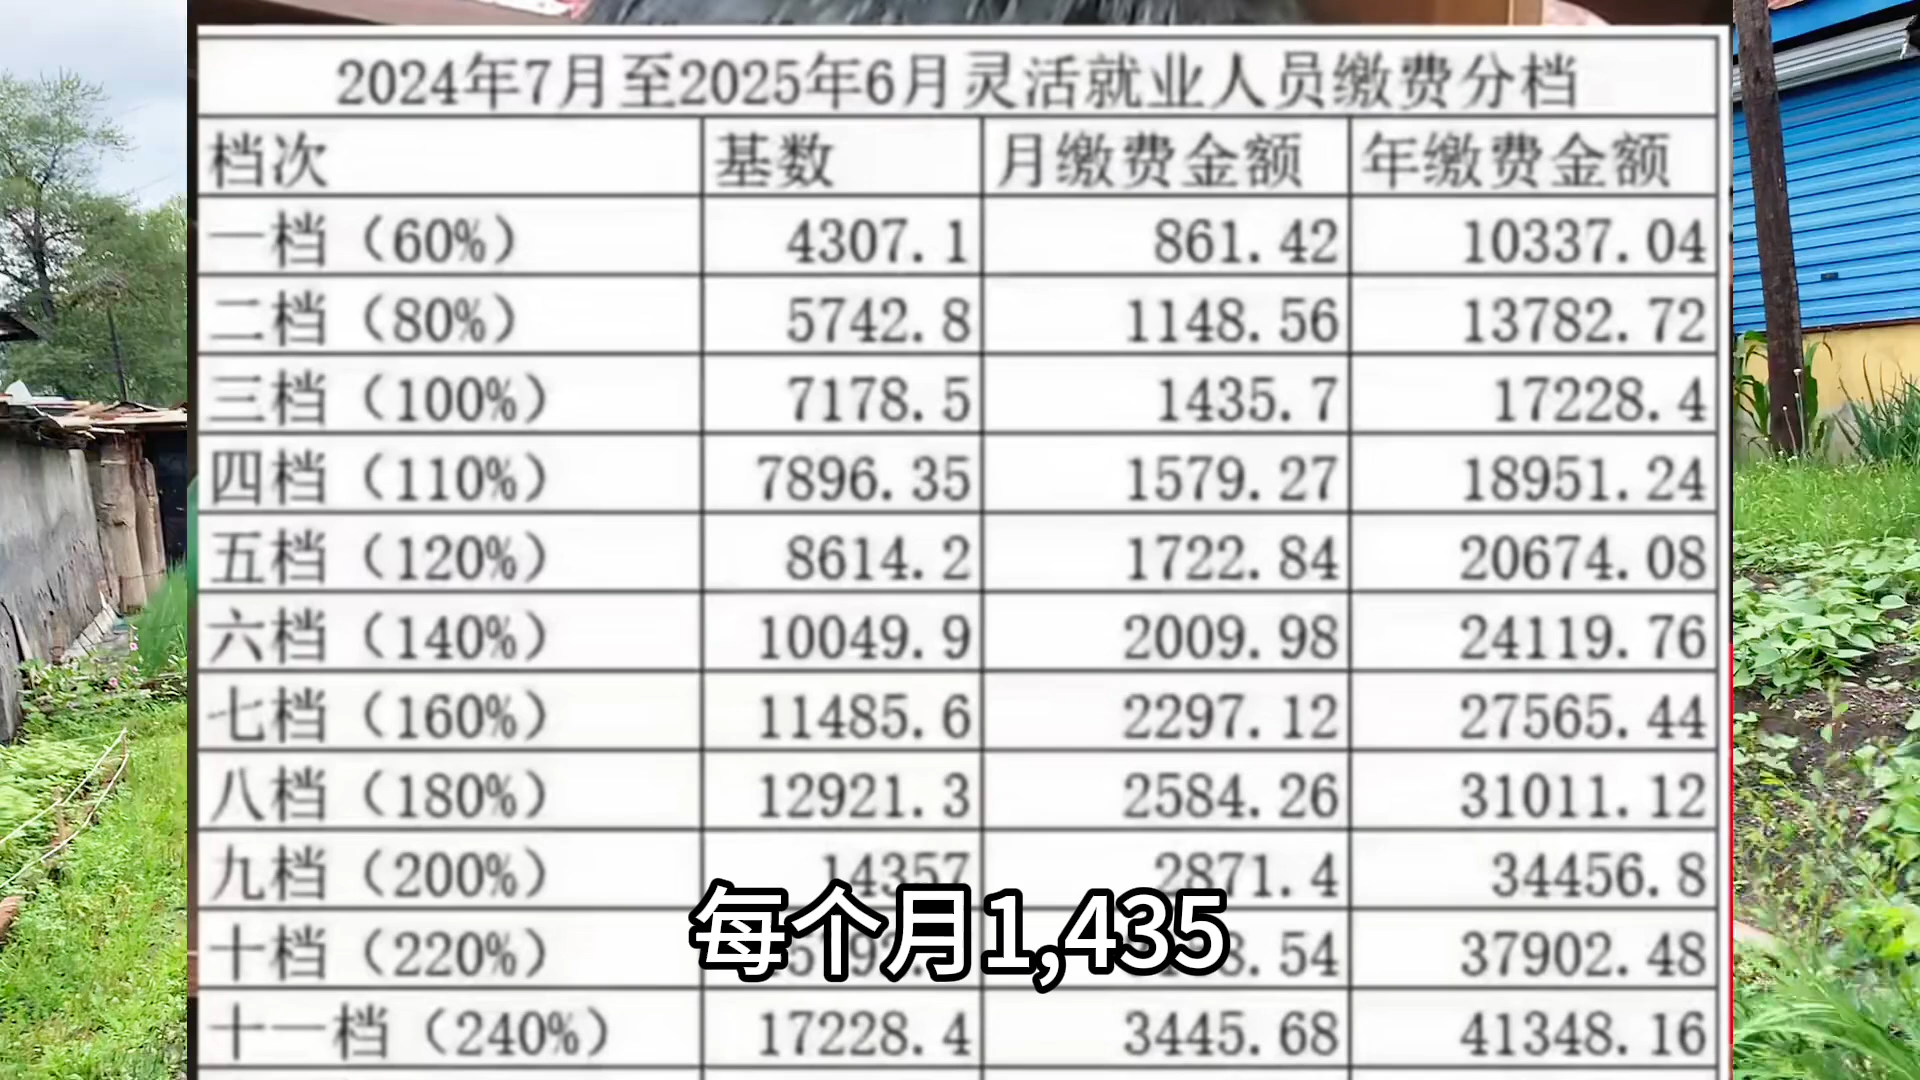 2024年7月至2025年6月灵活就业人员缴费分档
档次 基数 月缴费金额 年缴费金额
一档（60%） 4307.1 861.42 10337.04
二档（80%） 5742.8 1148.56 13782.72
三档（100%） 7178.5 1435.7 17228.4
四档（110%） 7896.35 1579.27 18951.24
五档（120%） 8614.2 1722.84 20674.08
六档（140%） 10049.9 2009.98 24119.76
七档（160%） 11485.6 2297.12 27565.44
八档（180%） 12921.3 2584.26 31011.12
九档（200%） 14357 2871.4 34456.8
十档（220%） 37902.48
每个月1,435
十一档（240%） 17228.4 3445.68 41348.16